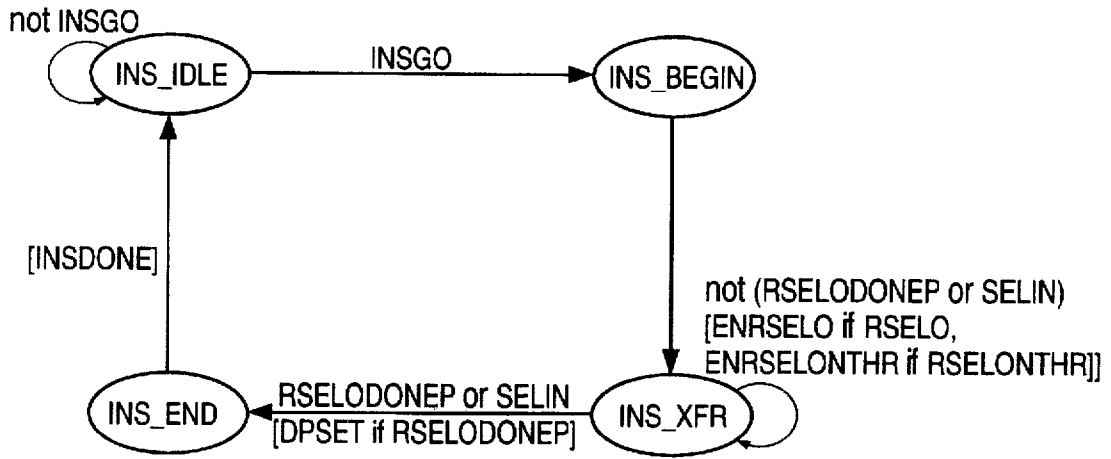 not INSGO
INS_IDLE
INSGO
INS_BEGIN
[INSDONE]
not (RSELODONEP or SELIN)
[ENRSELO if RSELO,
ENRSELONTHR if RSELONTHR]]
INS_END
RSELODONEP or SELIN
[DPSET if RSELODONEP]
INS_XFR